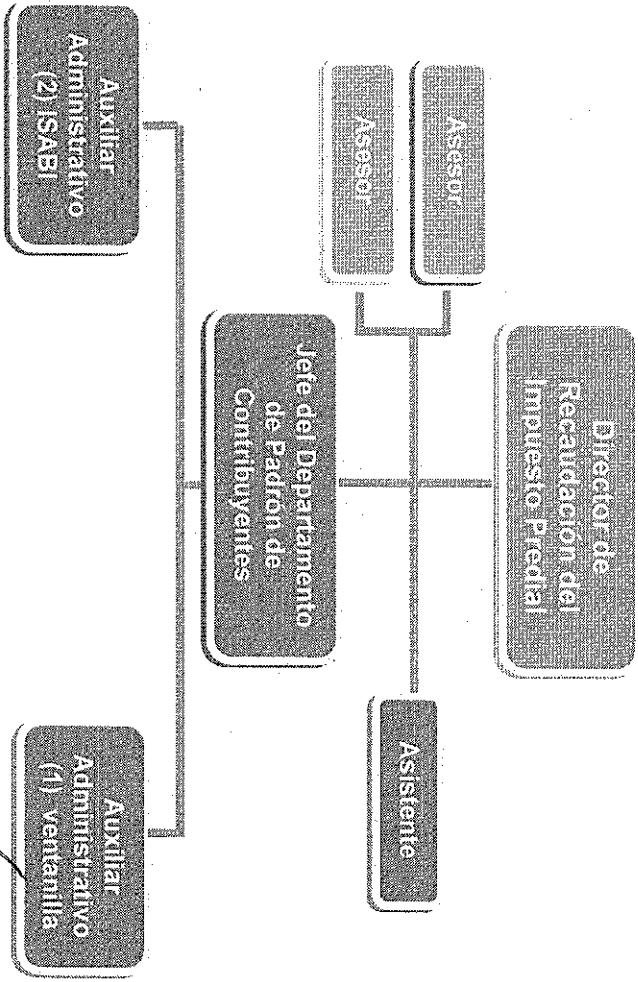 Director de
Recaudación del
Impuesto Predial
Asesor
Asesor
Asistente
Jefe del Departamento
de Padrón de
Contribuyentes
Auxiliar
Administrativo
(2) ISABI
Auxiliar
Administrativo
(1) ventanilla